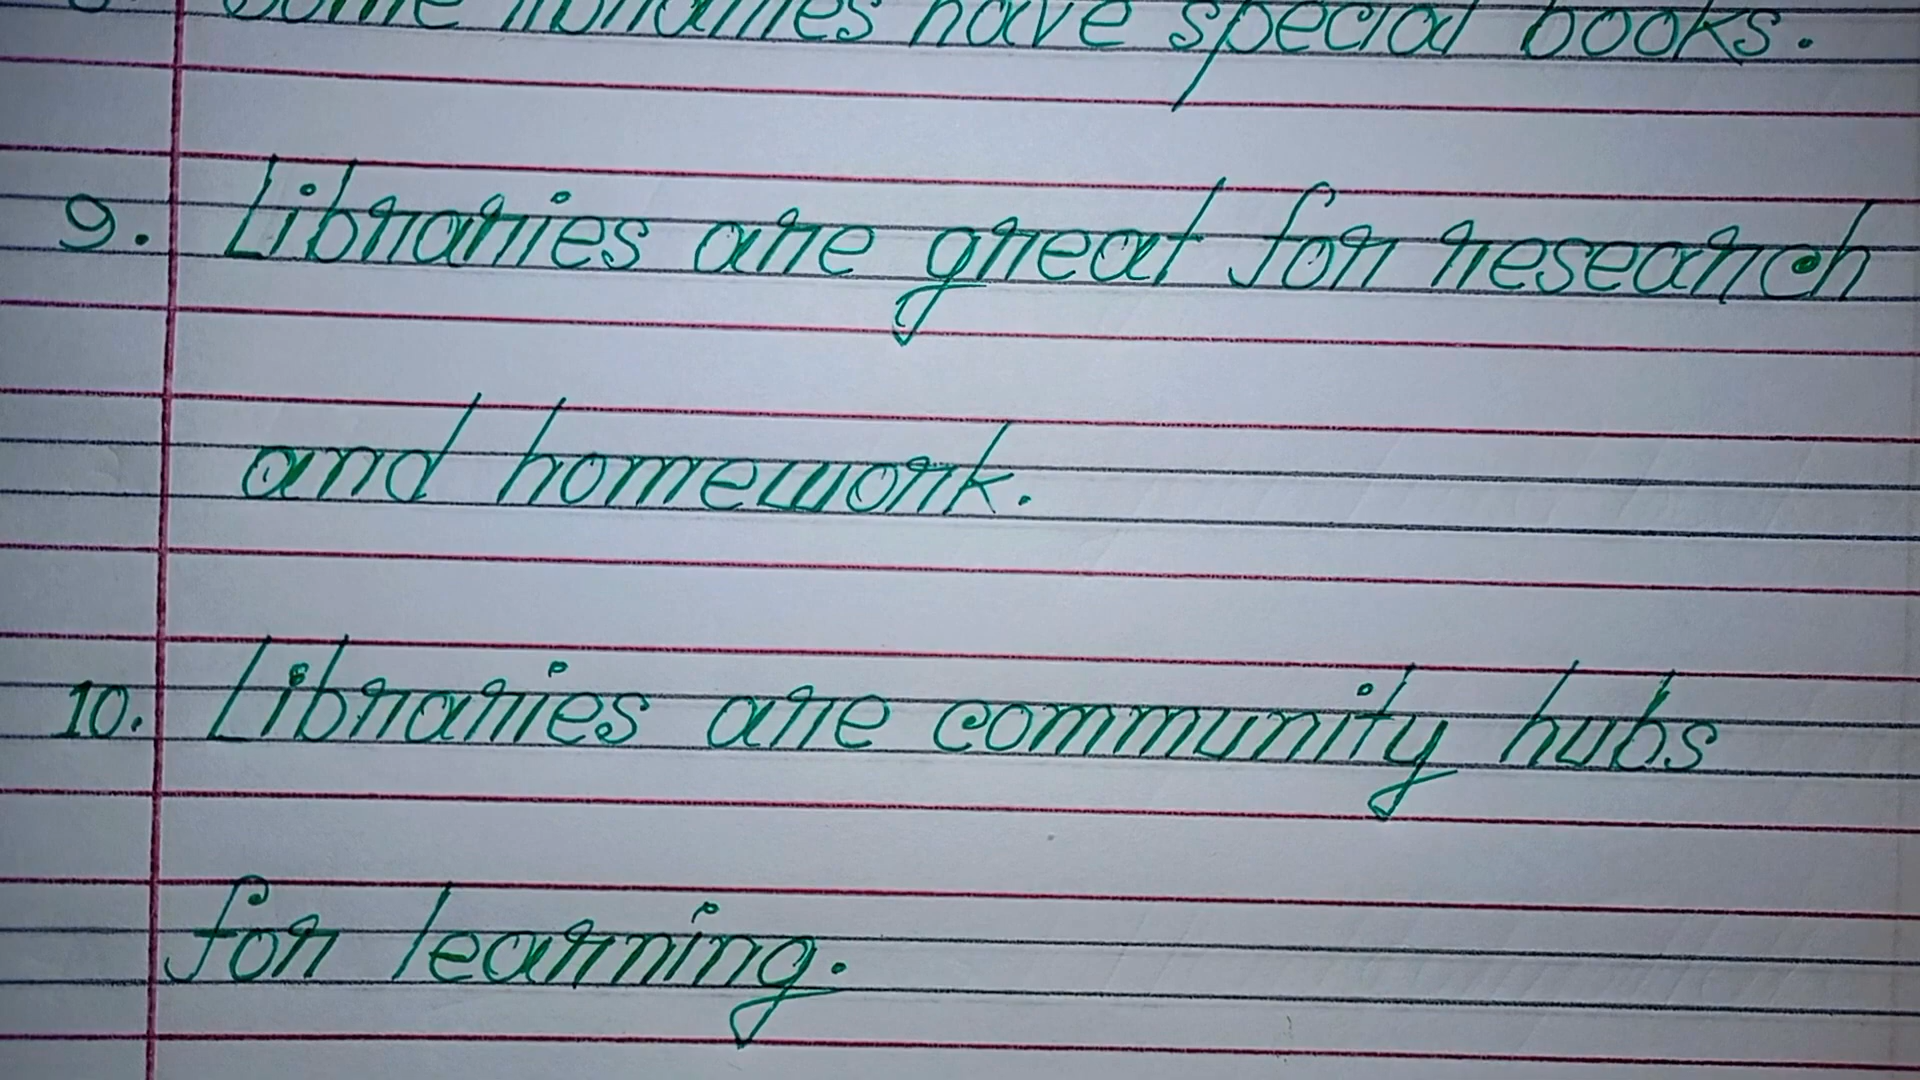 Some libraries have special books.
9. Libraries are great for research
and homework.
10. Libraries are community hubs
for learning.